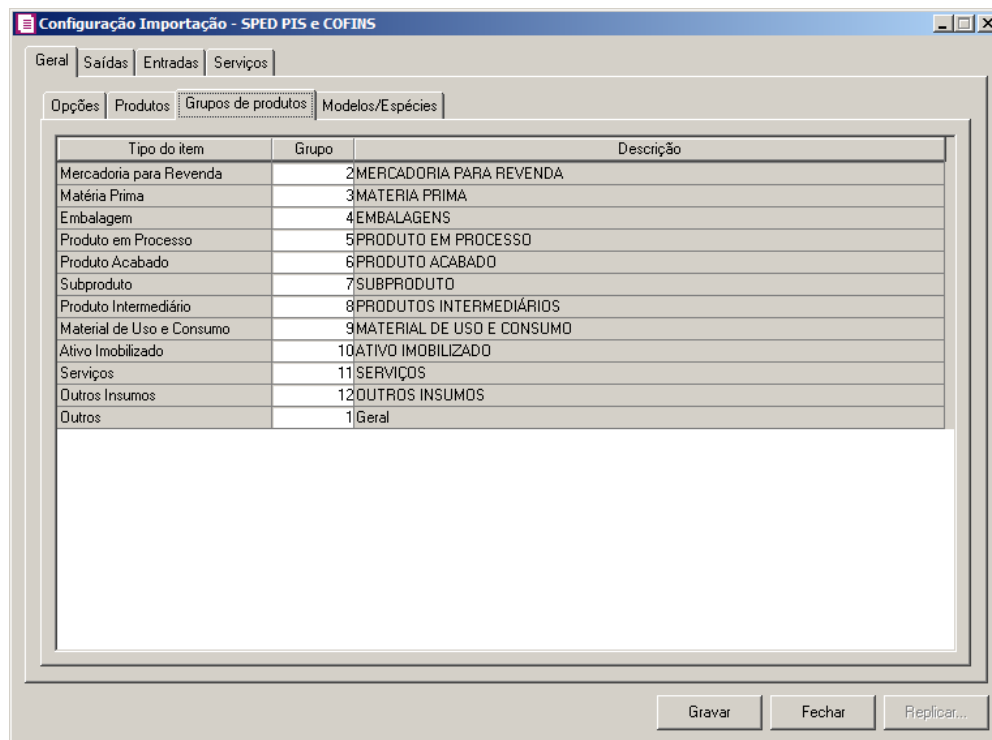 Configuração Importação - SPED PIS e COFINS
Geral Saídas Entradas Serviços
Opções Produtos Grupos de produtos Modelos/Espécies
Tipo do item Grupo Descrição
Mercadoria para Revenda 2 MERCADORIA PARA REVENDA
Matéria Prima 3 MATERIA PRIMA
Embalagem 4 EMBALAGENS
Produto em Processo 5 PRODUTO EM PROCESSO
Produto Acabado 6 PRODUTO ACABADO
Subproduto 7 SUBPRODUTO
Produto Intermediário 8 PRODUTOS INTERMEDIÁRIOS
Material de Uso e Consumo 9 MATERIAL DE USO E CONSUMO
Ativo Imobilizado 10 ATIVO IMOBILIZADO
Serviços 11 SERVIÇOS
Outros Insumos 12 OUTROS INSUMOS
Outros 1 Geral
Gravar Fechar Replicar...